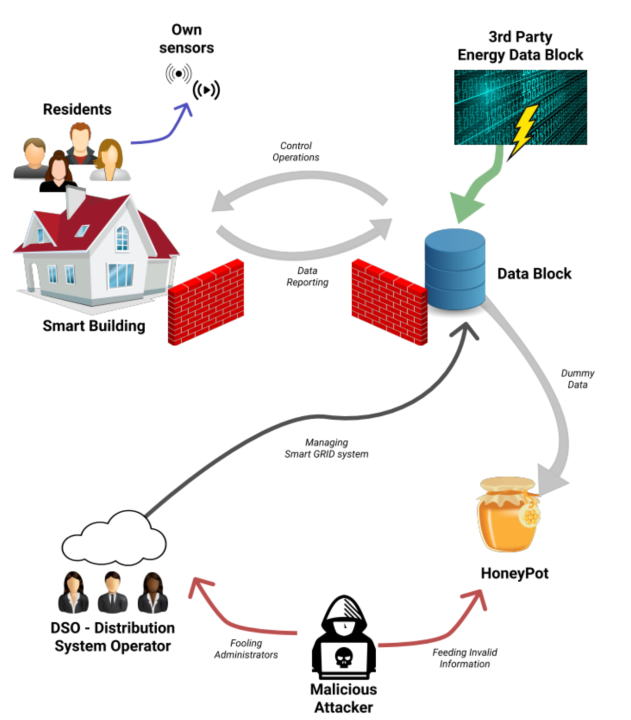 Own
sensors
3rd Party
Energy Data Block
Residents
Control
Operations
Data
Reporting
Data Block
Smart Building
Dummy
Data
Managing
Smart GRID system
HoneyPot
DSO - Distribution
System Operator
Fooling
Administrators
Feeding Invalid
Information
Malicious
Attacker